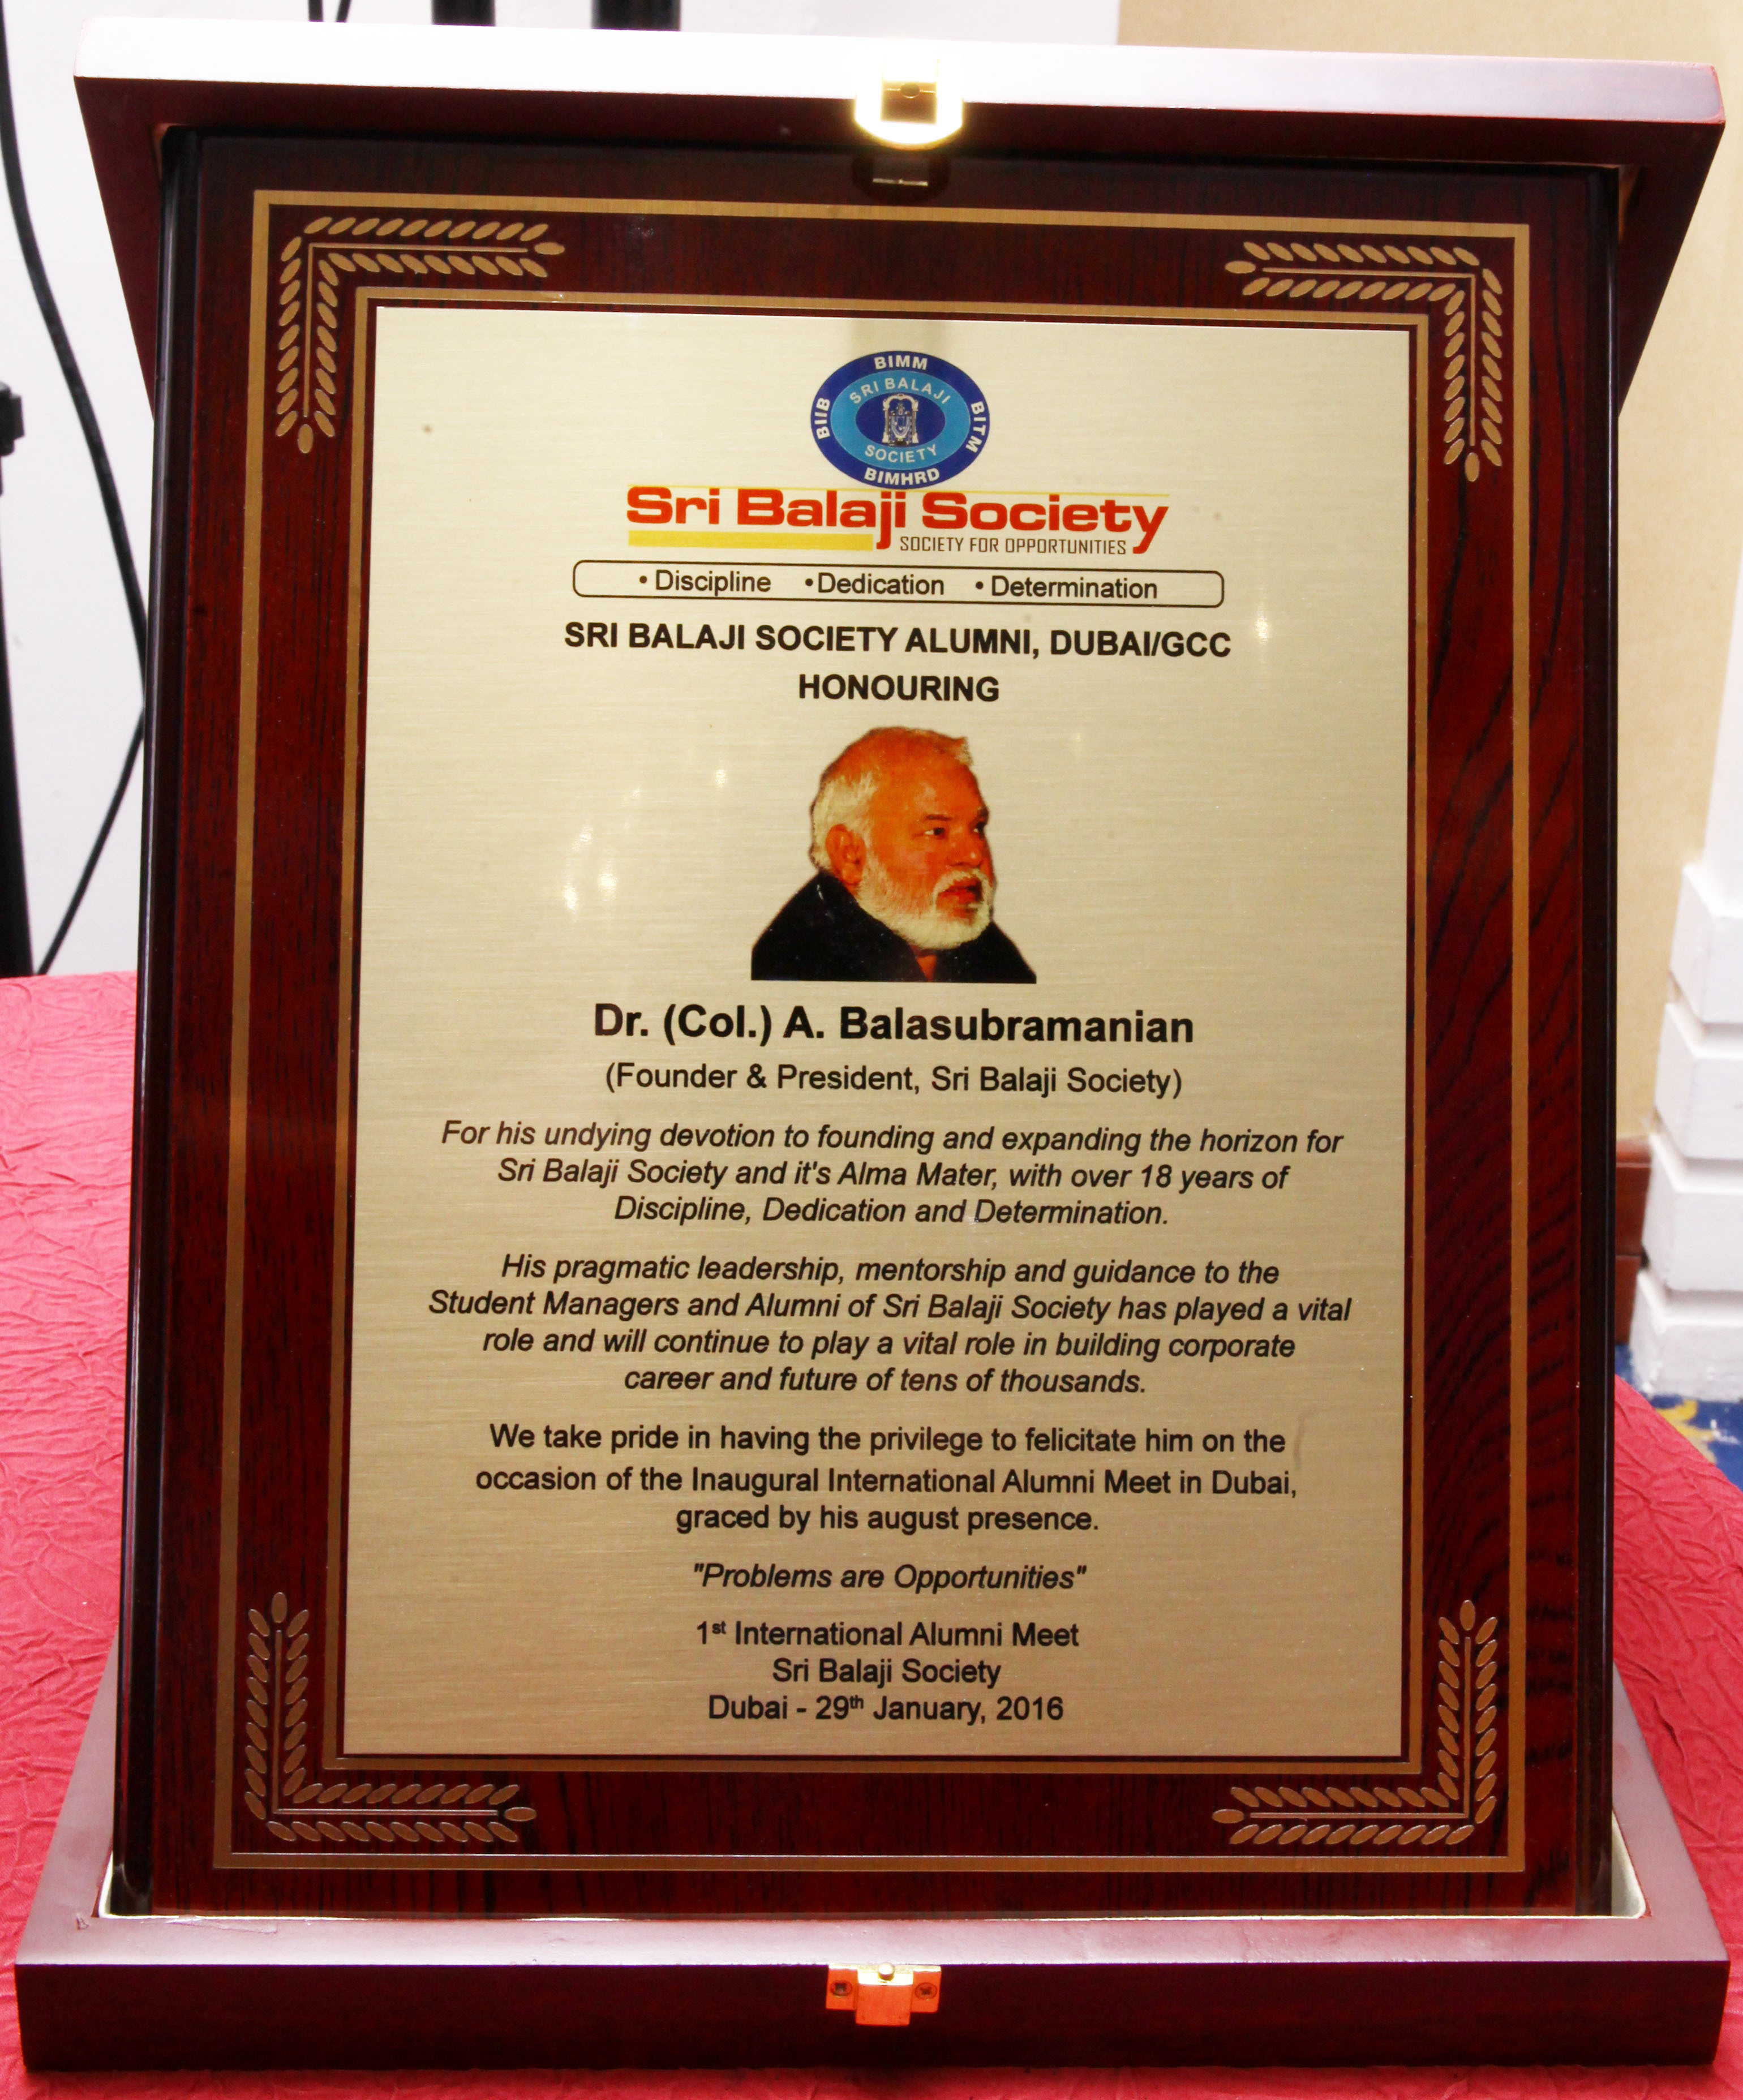 BIMM
BIIB
SRI BALAJI
BITM
SOCIETY
BIMHRD
Sri Balaji Society
SOCIETY FOR OPPORTUNITIES
• Discipline • Dedication • Determination
SRI BALAJI SOCIETY ALUMNI, DUBAI/GCC
HONOURING
Dr. (Col.) A. Balasubramanian
(Founder & President, Sri Balaji Society)
For his undying devotion to founding and expanding the horizon for
Sri Balaji Society and it's Alma Mater, with over 18 years of
Discipline, Dedication and Determination.
His pragmatic leadership, mentorship and guidance to the
Student Managers and Alumni of Sri Balaji Society has played a vital
role and will continue to play a vital role in building corporate
career and future of tens of thousands.
We take pride in having the privilege to felicitate him on the
occasion of the Inaugural International Alumni Meet in Dubai,
graced by his august presence.
"Problems are Opportunities"
1st International Alumni Meet
Sri Balaji Society
Dubai - 29th January, 2016